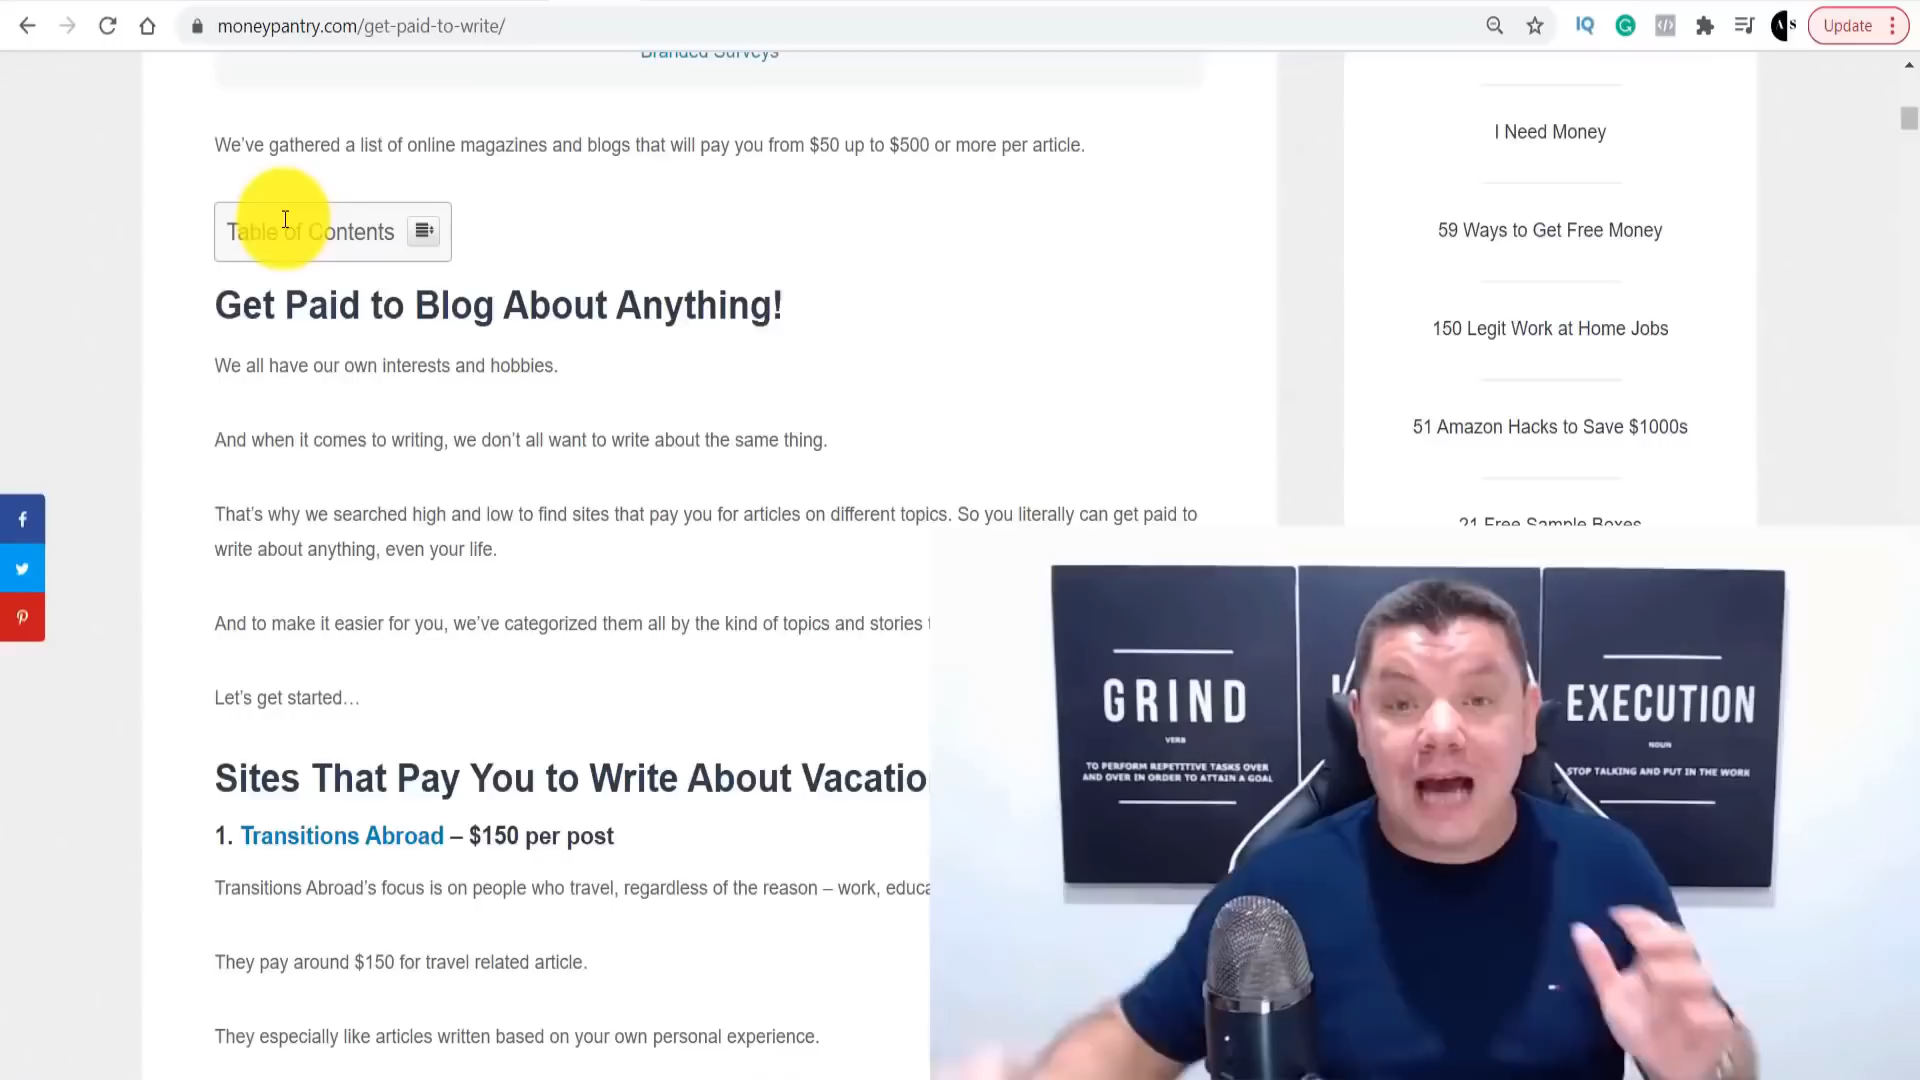 moneypantry.com/get-paid-to-write/
IQ
Update
Branded Surveys
We've gathered a list of online magazines and blogs that will pay you from $50 up to $500 or more per article.
Table of Contents
Get Paid to Blog About Anything!
We all have our own interests and hobbies.
And when it comes to writing, we don't all want to write about the same thing.
That's why we searched high and low to find sites that pay you for articles on different topics. So you literally can get paid to
write about anything, even your life.
And to make it easier for you, we've categorized them all by the kind of topics and stories
Let's get started…
Sites That Pay You to Write About Vacatio
1. Transitions Abroad – $150 per post
Transitions Abroad's focus is on people who travel, regardless of the reason – work, educa
They pay around $150 for travel related article.
They especially like articles written based on your own personal experience.
I Need Money
59 Ways to Get Free Money
150 Legit Work at Home Jobs
51 Amazon Hacks to Save $1000s
21 Free Sample Boxes
GRIND
VERB
TO PERFORM REPETITIVE TASKS OVER
AND OVER IN ORDER TO ATTAIN A GOAL
EXECUTION
NOUN
STOP TALKING AND PUT IN THE WORK